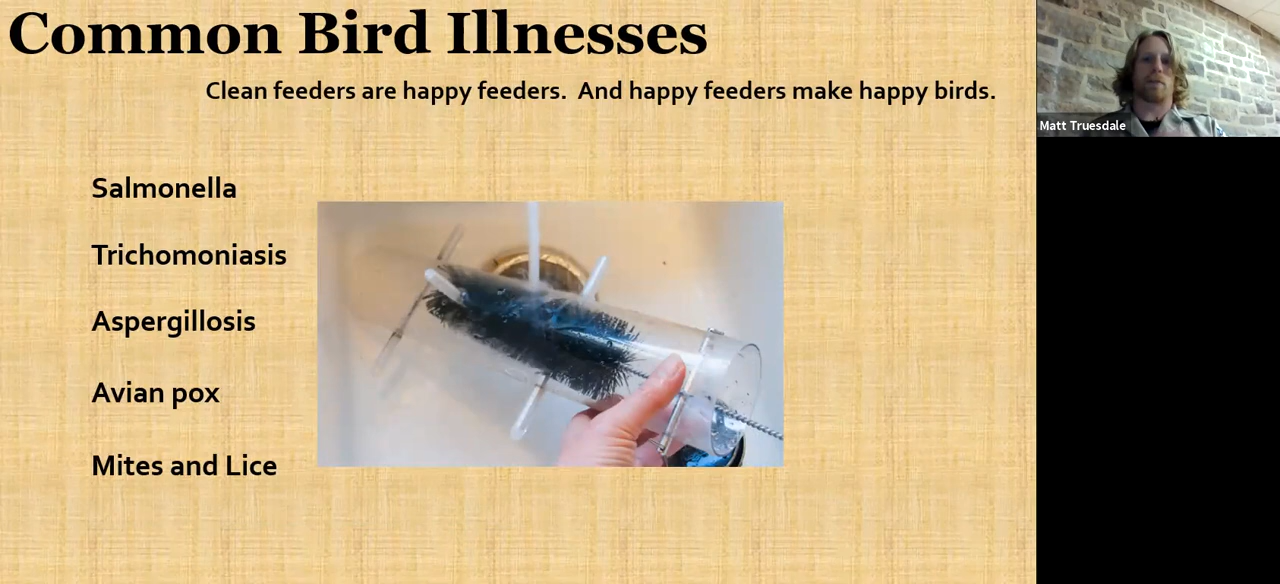 Common Bird Illnesses
Clean feeders are happy feeders.  And happy feeders make happy birds.
Matt Truesdale
Salmonella
Trichomoniasis
Aspergillosis
Avian pox
Mites and Lice